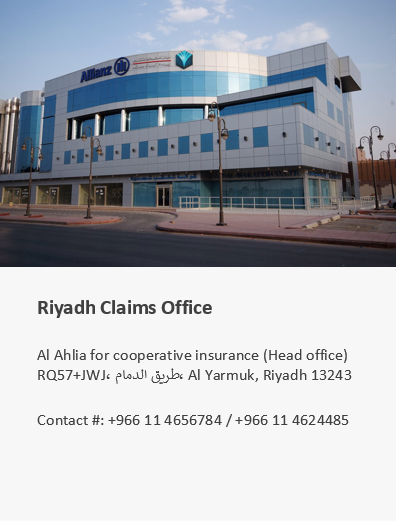 Allianz
Riyadh Claims Office
Al Ahlia for cooperative insurance (Head office)
RQ57+JWJ، طريق الدمام، Al Yarmuk, Riyadh 13243
Contact #: +966 11 4656784 / +966 11 4624485